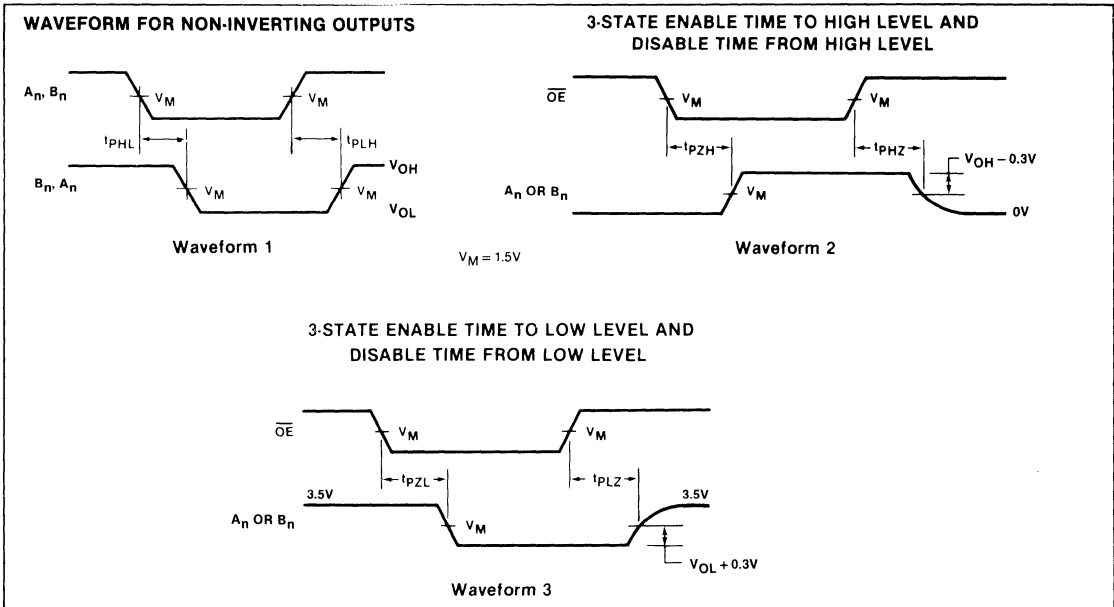 WAVEFORM FOR NON-INVERTING OUTPUTS
An, Bn
VM
VM
tPHL
tPLH
Bn, An
VM
VM
VOH
VOL
Waveform 1
3-STATE ENABLE TIME TO HIGH LEVEL AND
DISABLE TIME FROM HIGH LEVEL
OE
VM
VM
tPZH
tPHZ
VOH – 0.3V
An OR Bn
VM
0V
Waveform 2
VM = 1.5V
3-STATE ENABLE TIME TO LOW LEVEL AND
DISABLE TIME FROM LOW LEVEL
OE
VM
VM
tPZL
tPLZ
3.5V
3.5V
An OR Bn
VM
VOL + 0.3V
Waveform 3